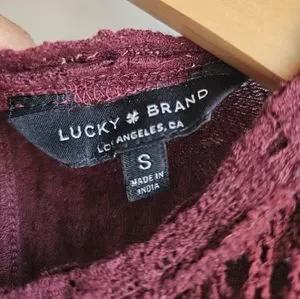 LUCKY BRAND
LOS ANGELES, CA
S
MADE IN
INDIA